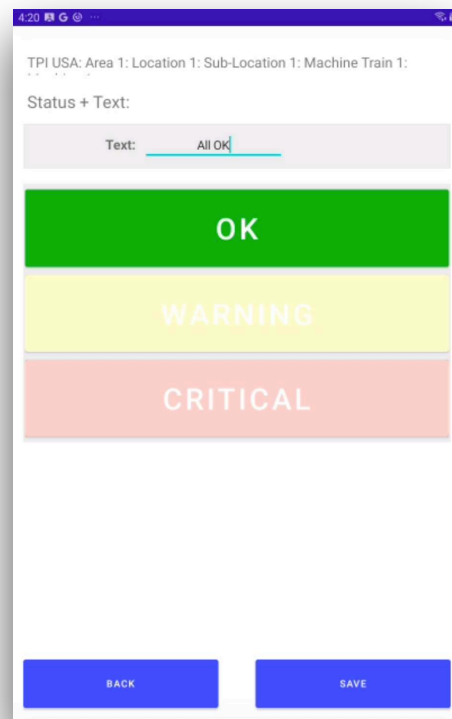 4:20 G ...
TPI USA: Area 1: Location 1: Sub-Location 1: Machine Train 1:
Status + Text:
Text: All OK
OK
WARNING
CRITICAL
BACK SAVE